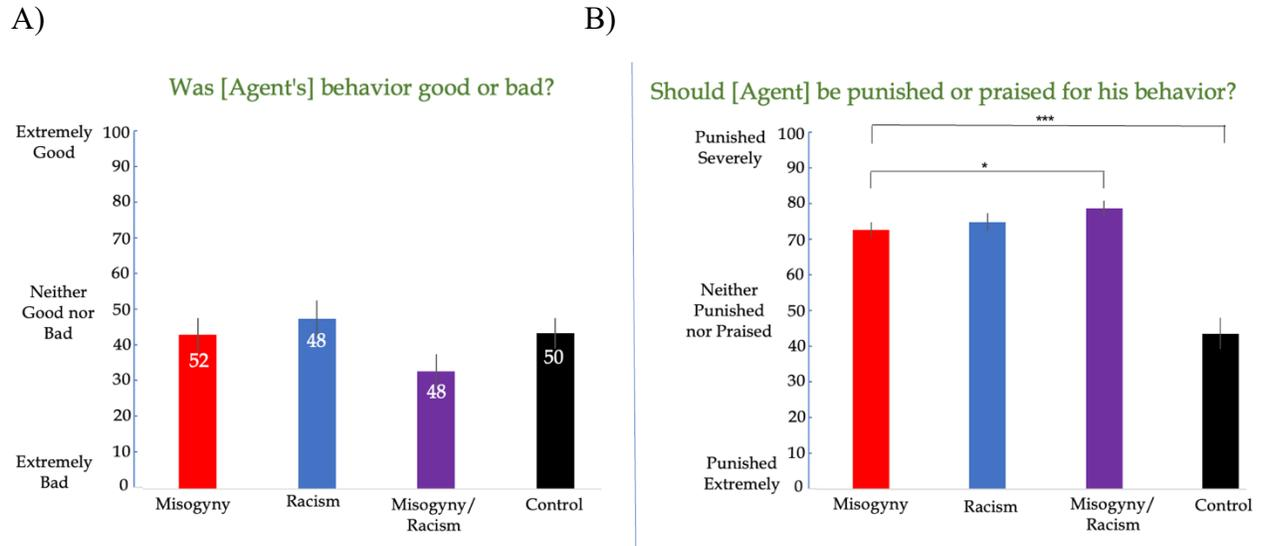 A)
B)
Was [Agent's] behavior good or bad?
Extremely
Good
100
90
80
70
60
Neither
Good nor
Bad
50
40
30
20
10
Extremely
Bad
0
52
48
48
50
Misogyny
Racism
Misogyny/
Racism
Control
Should [Agent] be punished or praised for his behavior?
***
*
Punished
Severely
100
90
80
70
60
Neither
Punished
nor Praised
50
40
30
20
10
Punished
Extremely
0
Misogyny
Racism
Misogyny/
Racism
Control